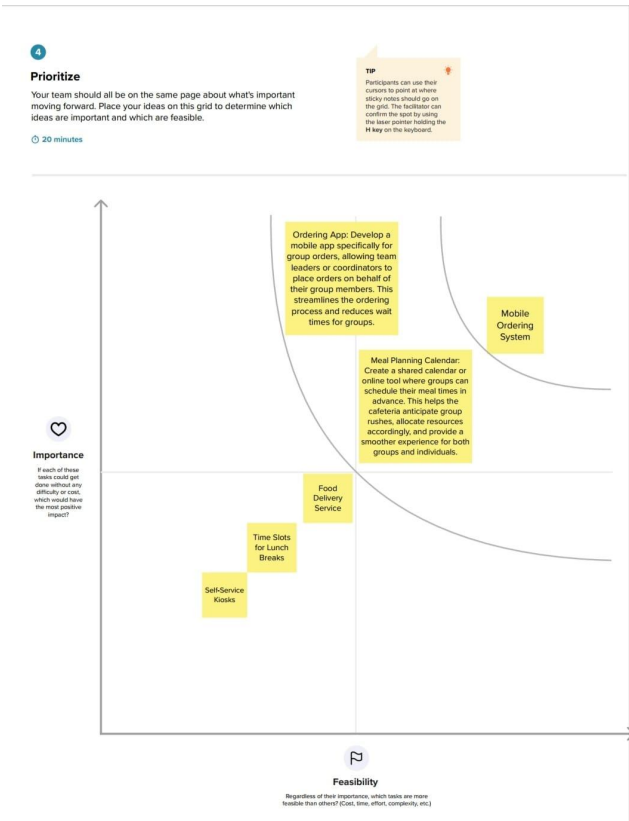 4
Prioritize
Your team should all be on the same page about what's important
moving forward. Place your ideas on this grid to determine which
ideas are important and which are feasible.
20 minutes
TIP
Participants can use their
cursors to point at where
sticky notes should go on
the grid. The facilitator can
confirm the spot by using
the laser pointer holding the
H key on the keyboard.
Ordering App: Develop a
mobile app specifically for
group orders, allowing team
leaders or coordinators to
place orders on behalf of
their group members. This
streamlines the ordering
process and reduces wait
times for groups.
Mobile
Ordering
System
Meal Planning Calendar:
Create a shared calendar or
online tool where groups can
schedule their meal times in
advance. This helps the
cafeteria anticipate group
rushes, allocate resources
accordingly, and provide a
smoother experience for both
groups and individuals.
Importance
If each of these
tasks could get
done without any
difficulty or cost,
which would have
the most positive
impact?
Food
Delivery
Service
Time Slots
for Lunch
Breaks
Self-Service
Kiosks
Feasibility
Regardless of their importance, which tasks are more
feasible than others? (Cost, time, effort, complexity, etc.)